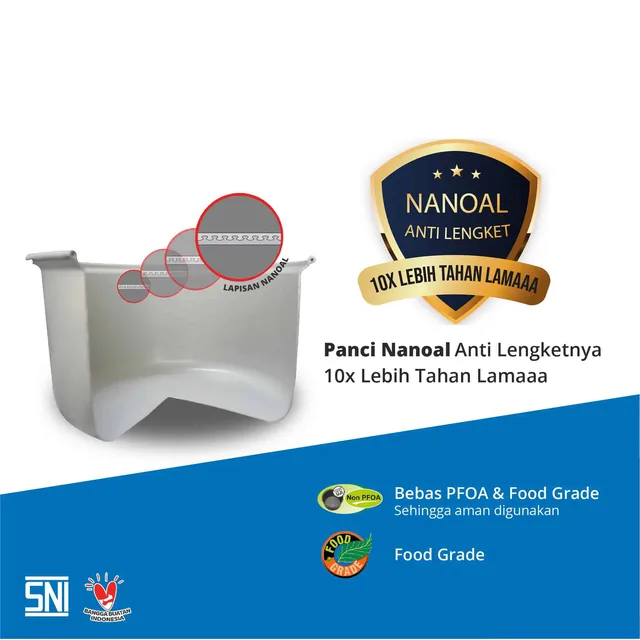 NANOAL
ANTI LENGKET
10X LEBIH TAHAN LAMAAA
LAPISAN NANOAL
Panci Nanoal Anti Lengketnya
10x Lebih Tahan Lamaaa
Non PFOA
Bebas PFOA & Food Grade
Sehingga aman digunakan
FOOD
GRADE
Food Grade
SNI
BANGGA BUATAN
INDONESIA